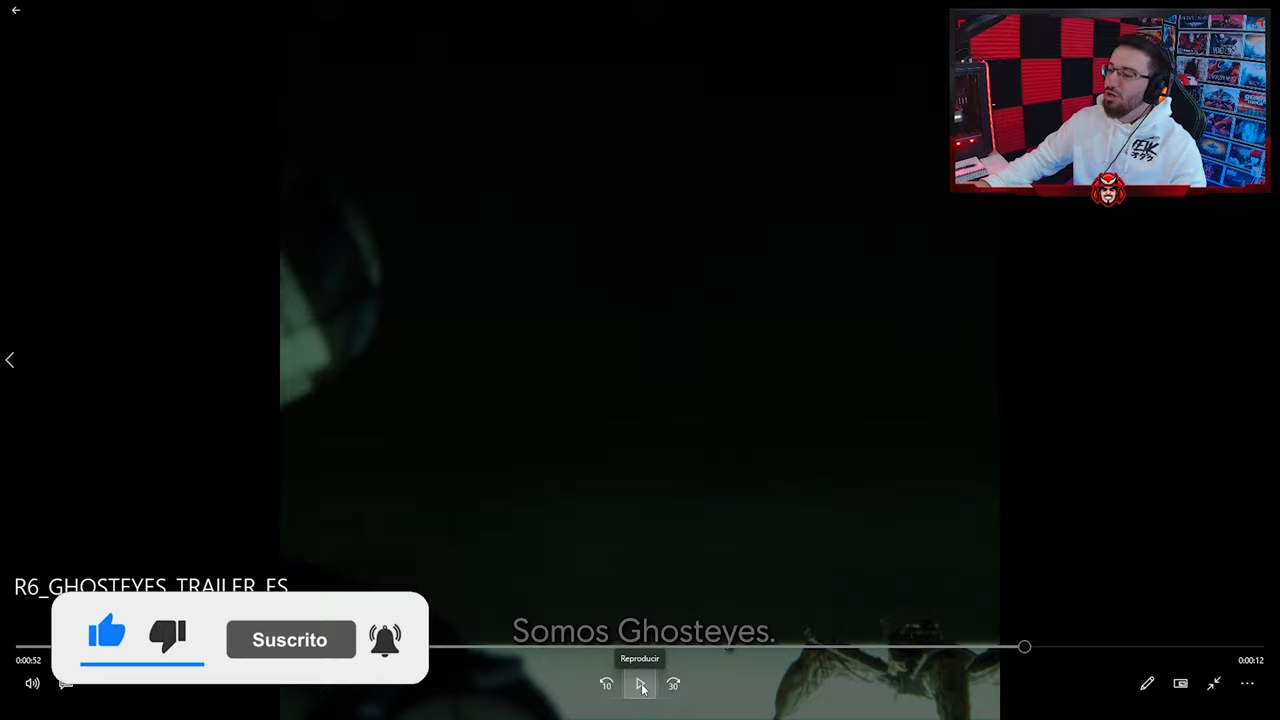 R6_GHOSTEYES_TRAILER_ES
Suscrito
Somos Ghosteyes.
Reproducir
0:00:52
0:00:12
10
30